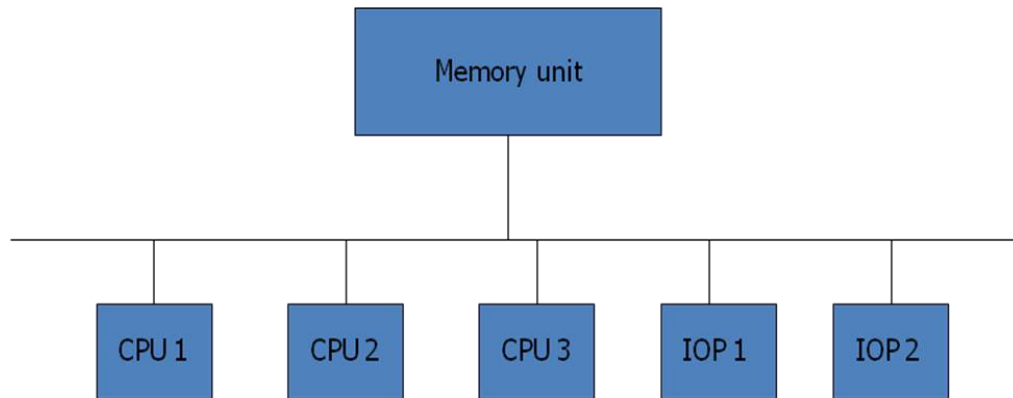 Memory unit
CPU 1
CPU 2
CPU 3
IOP 1
IOP 2